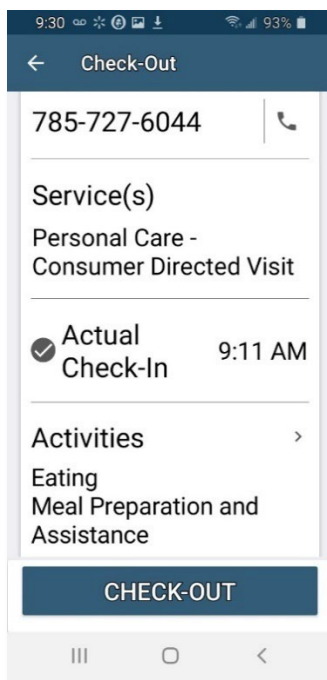 9:30 93%
Check-Out
785-727-6044
Service(s)
Personal Care -
Consumer Directed Visit
Actual
Check-In
9:11 AM
Activities
Eating
Meal Preparation and
Assistance
CHECK-OUT